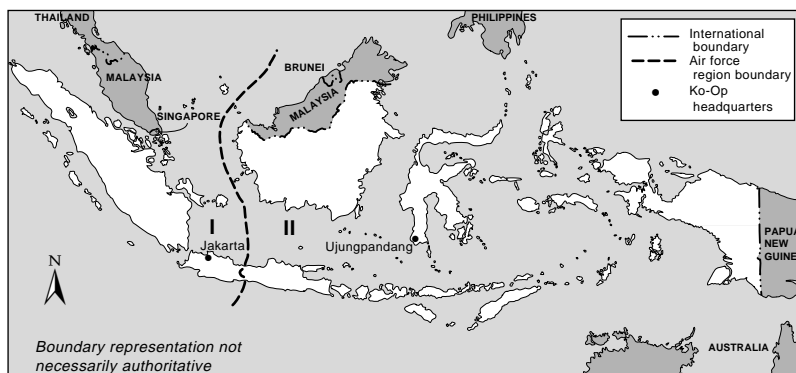 THAILAND
PHILIPPINES
International
boundary
Air force
region boundary
Ko-Op
headquarters
BRUNEI
MALAYSIA
MALAYSIA
SINGAPORE
I
II
Jakarta
Ujungpandang
PAPUA
NEW
GUINE
N
AUSTRALIA
Boundary representation not
necessarily authoritative